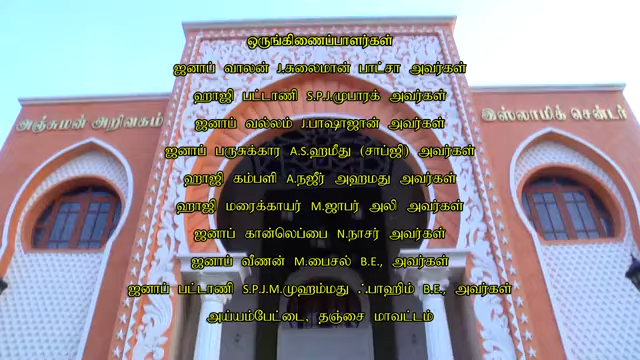 ஒருங்கிணைப்பாளர்கள்
ஜனாப் வாலன் J.சுலைமான் பாட்சா அவர்கள்
ஹாஜி பட்டாணி S.P.J.முபாரக் அவர்கள்
ஜனாப் வல்லம் J.பாஷாஜான் அவர்கள்
அஞ்சுமன் அறிவகம்
இஸ்லாமிக் சென்டர்
ஜனாப் பருசுக்கார A.S.ஹமீது (சாப்ஜி) அவர்கள்
ஹாஜி கம்பளி A.நஜீர் அஹமது அவர்கள்
ஹாஜி மரைக்காயர் M.ஜாபர் அலி அவர்கள்
ஜனாப் கான்லெப்பை N.நாசர் அவர்கள்
ஜனாப் வீணன் M.பைசல் B.E., அவர்கள்
ஜனாப் பட்டாணி S.P.J.M.முஹம்மது ஃபாஹிம் B.E., அவர்கள்
அய்யம்பேட்டை, தஞ்சை மாவட்டம்